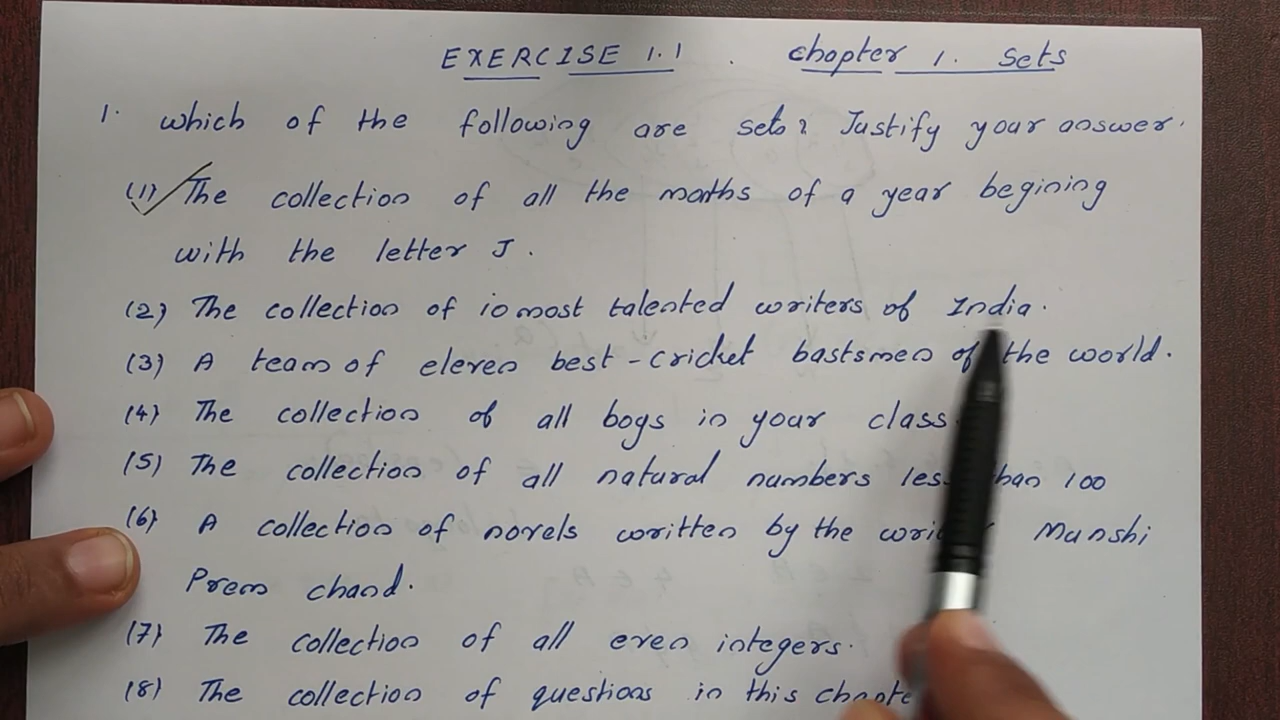 EXERCISE 1.1 . Chapter 1. Sets
1. which of the following are sets? Justify your answer.
(1) The collection of all the months of a year begining
with the letter J.
(2) The collection of 10 most talented writers of India.
(3) A team of eleven best-cricket bastsmen of the world.
(4) The collection of all boys in your class
(5) The collection of all natural numbers less than 100
(6) A collection of novels written by the writer Munshi
Prem chand.
(7) The collection of all even integers.
(8) The collection of questions in this chapte